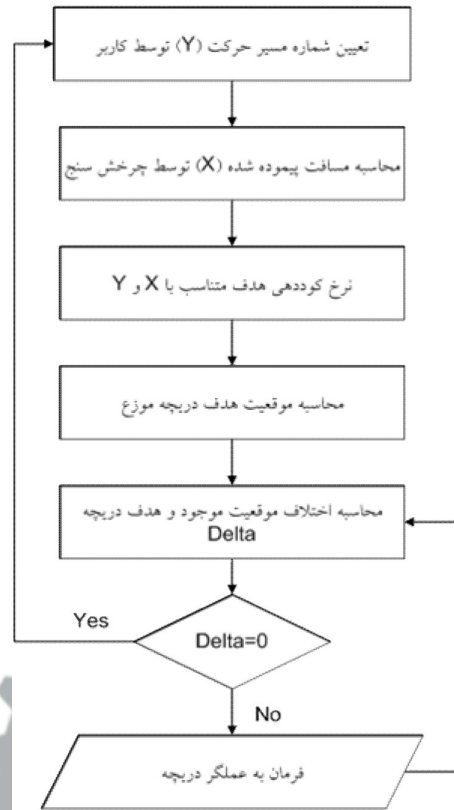 تعیین شماره مسیر حرکت (Y) توسط کاربر
محاسبه مسافت پیموده شده (X) توسط چرخش سنج
نرخ کوددهی هدف متناسب با X و Y
محاسبه موقعیت هدف دریچه موزع
محاسبه اختلاف موقعیت موجود و هدف دریچه
Delta
Yes
Delta=0
No
فرمان به عملگر دریچه